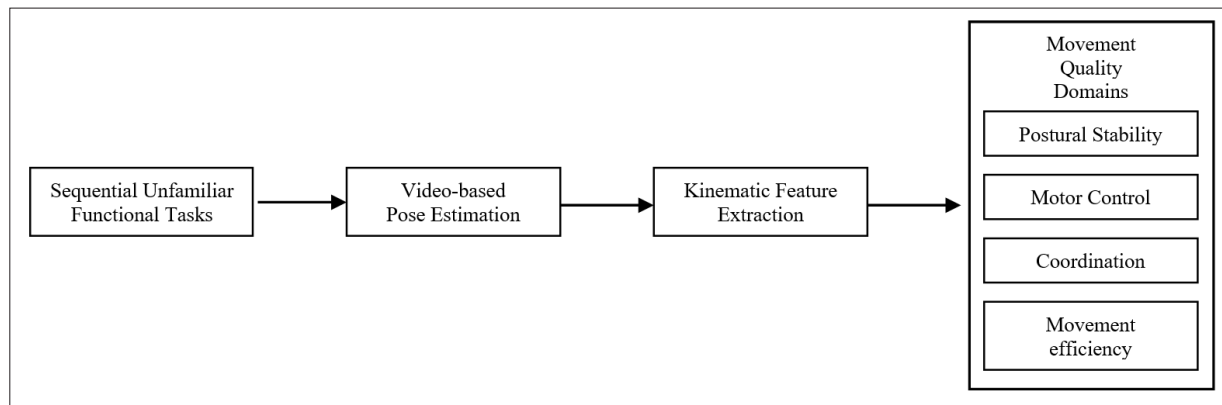 Sequential Unfamiliar
Functional Tasks
Video-based
Pose Estimation
Kinematic Feature
Extraction
Movement
Quality
Domains
Postural Stability
Motor Control
Coordination
Movement
efficiency